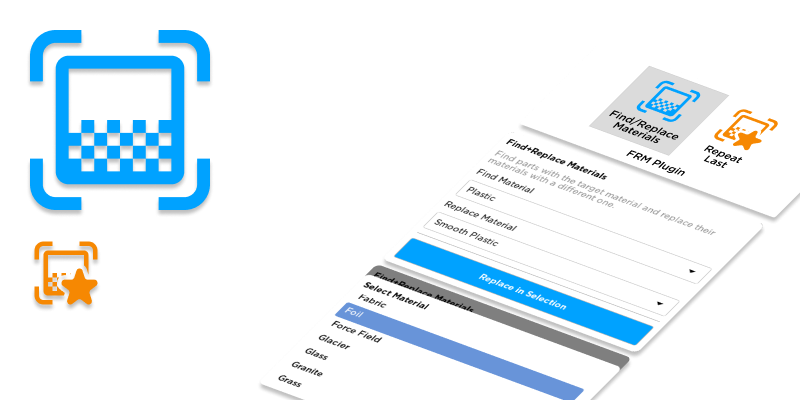 Find/Replace
Materials
Repeat
Last
FRM Plugin
Find+Replace Materials
Find parts with the target material and replace their
materials with a different one.
Find Material
Plastic
Replace Material
Smooth Plastic
Replace in Selection
Find+Replace Materials
Select Material
Fabric
Foil
Force Field
Glacier
Glass
Granite
Grass